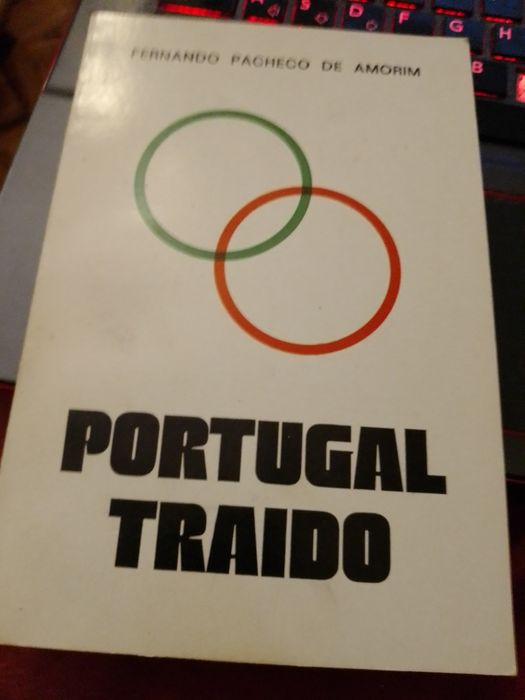 FERNANDO PACHECO DE AMORIM
PORTUGAL
TRAIDO
S D F G H
B